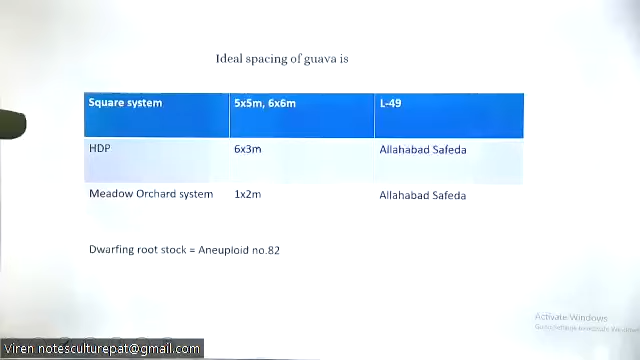 Ideal spacing of guava is
Square system 5x5m, 6x6m L-49
HDP 6x3m Allahabad Safeda
Meadow Orchard system 1x2m Allahabad Safeda
Dwarfing root stock = Aneuploid no.82
Activate Windows
Viren notesculturepat@gmail.com